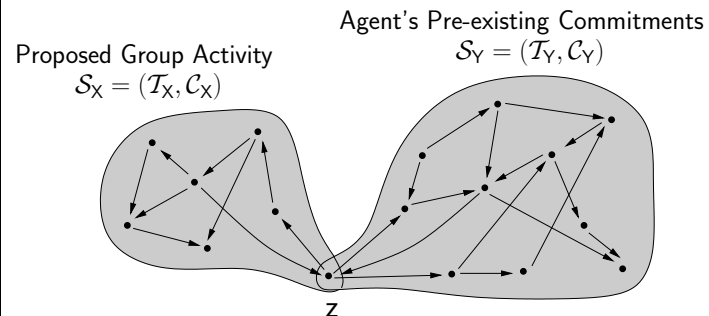 Agent's Pre-existing Commitments
𝒮_Y = (𝒯_Y, 𝒞_Y)
Proposed Group Activity
𝒮_X = (𝒯_X, 𝒞_X)
z